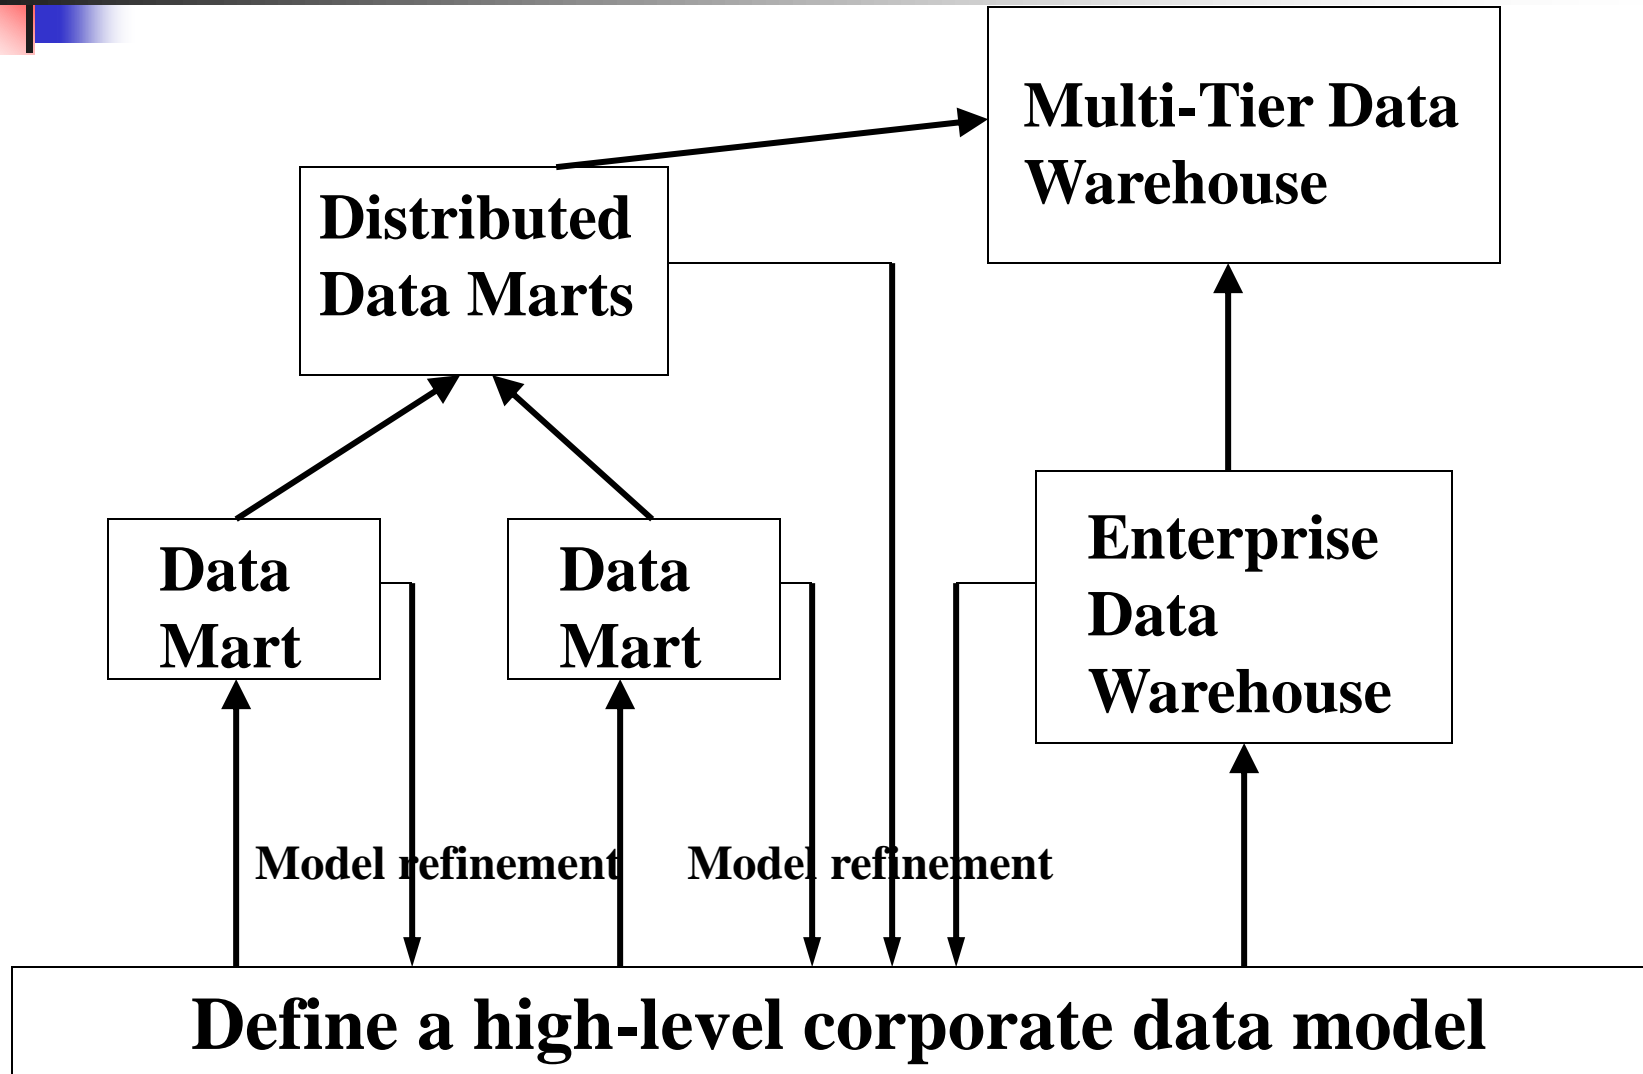 Multi-Tier Data
Warehouse
Distributed
Data Marts
Data
Mart
Data
Mart
Enterprise
Data
Warehouse
Model refinement
Model refinement
Define a high-level corporate data model